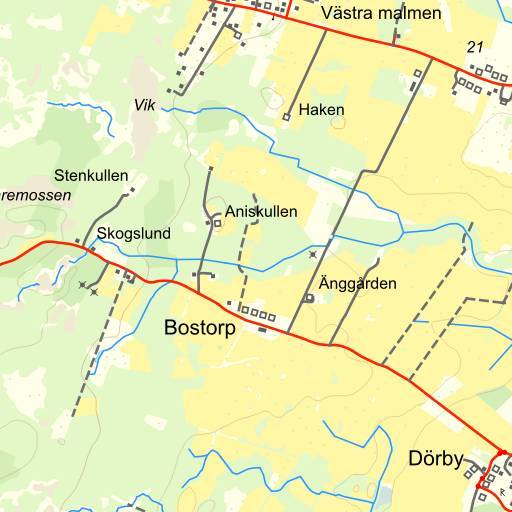 Västra malmen
21
Vik
Haken
Stenkullen
remossen
Aniskullen
Skogslund
Änggården
Bostorp
Dörby